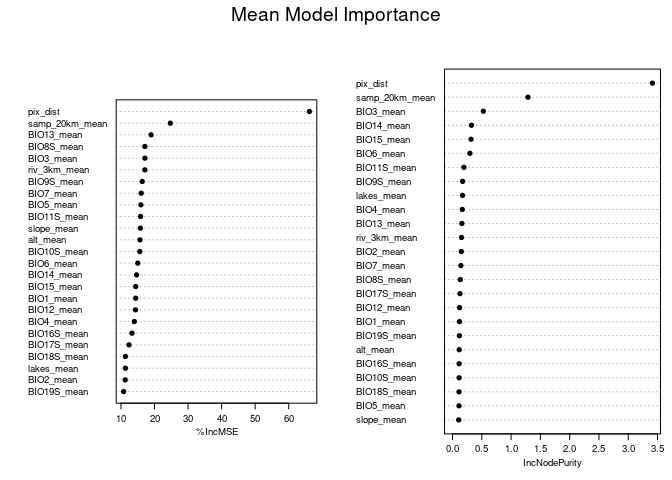 Mean Model Importance
pix_dist
samp_20km_mean
BIO13_mean
BIO8S_mean
BIO3_mean
riv_3km_mean
BIO9S_mean
BIO7_mean
BIO5_mean
BIO11S_mean
slope_mean
alt_mean
BIO10S_mean
BIO6_mean
BIO14_mean
BIO15_mean
BIO1_mean
BIO12_mean
BIO4_mean
BIO16S_mean
BIO17S_mean
BIO18S_mean
lakes_mean
BIO2_mean
BIO19S_mean
10 20 30 40 50 60
%IncMSE
pix_dist
samp_20km_mean
BIO3_mean
BIO14_mean
BIO15_mean
BIO6_mean
BIO11S_mean
BIO9S_mean
lakes_mean
BIO4_mean
BIO13_mean
riv_3km_mean
BIO2_mean
BIO7_mean
BIO8S_mean
BIO17S_mean
BIO12_mean
BIO1_mean
BIO19S_mean
alt_mean
BIO16S_mean
BIO10S_mean
BIO18S_mean
BIO5_mean
slope_mean
0.0 0.5 1.0 1.5 2.0 2.5 3.0 3.5
IncNodePurity